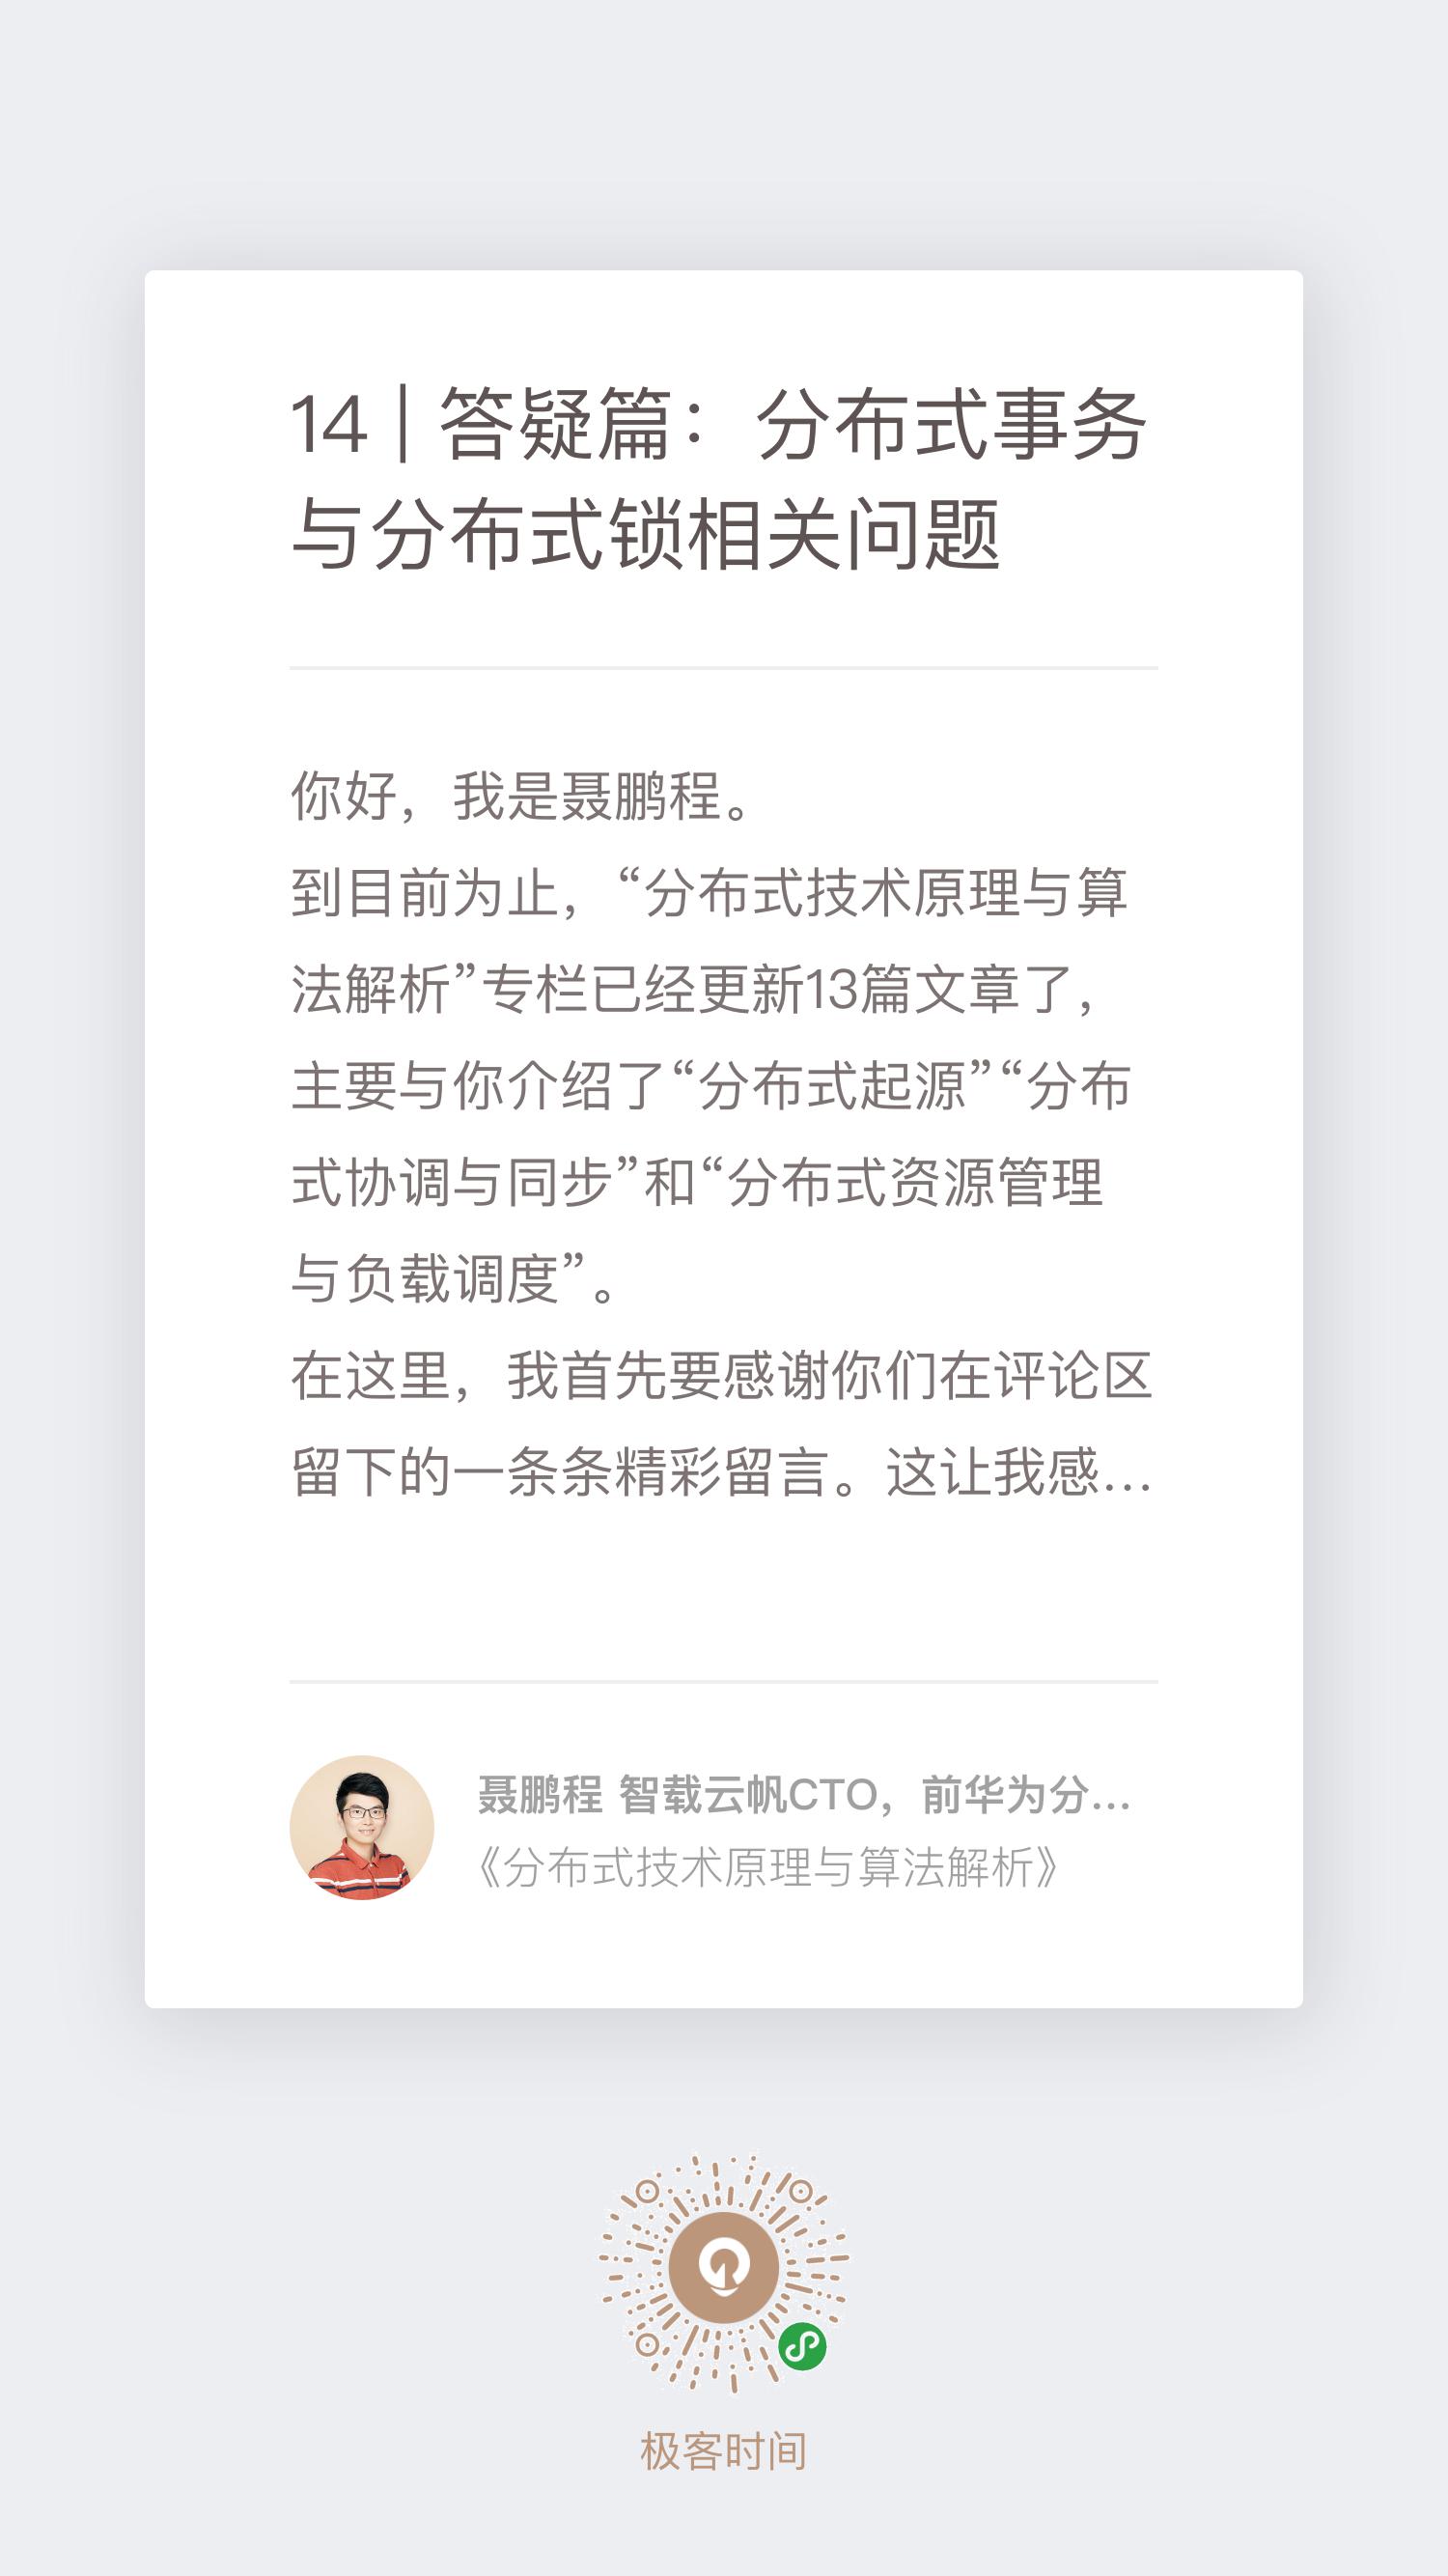 14 | 答疑篇：分布式事务
与分布式锁相关问题
你好，我是聂鹏程。
到目前为止，“分布式技术原理与算
法解析”专栏已经更新13篇文章了，
主要与你介绍了“分布式起源”“分布
式协调与同步”和“分布式资源管理
与负载调度”。
在这里，我首先要感谢你们在评论区
留下的一条条精彩留言。这让我感...
聂鹏程 智载云帆CTO，前华为分...
《分布式技术原理与算法解析》
极客时间